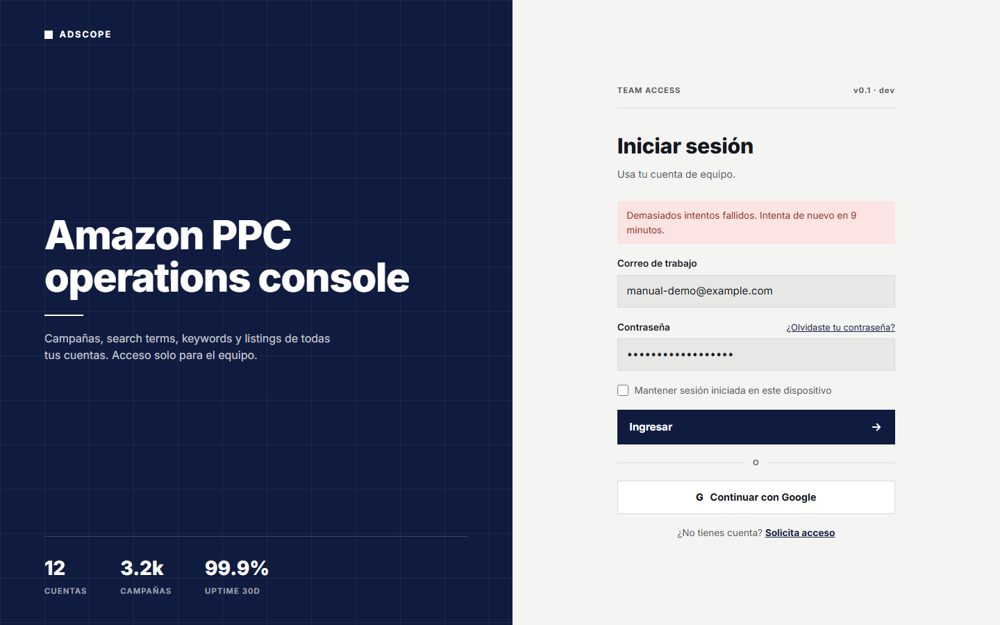 ADSCOPE
Amazon PPC
operations console
Campañas, search terms, keywords y listings de todas
tus cuentas. Acceso solo para el equipo.
12
CUENTAS
3.2k
CAMPAÑAS
99.9%
UPTIME 30D
TEAM ACCESS
v0.1 · dev
Iniciar sesión
Usa tu cuenta de equipo.
Demasiados intentos fallidos. Intenta de nuevo en 9
minutos.
Correo de trabajo
manual-demo@example.com
Contraseña
¿Olvidaste tu contraseña?
••••••••••••••••••
Mantener sesión iniciada en este dispositivo
Ingresar →
O
G Continuar con Google
¿No tienes cuenta? Solicita acceso